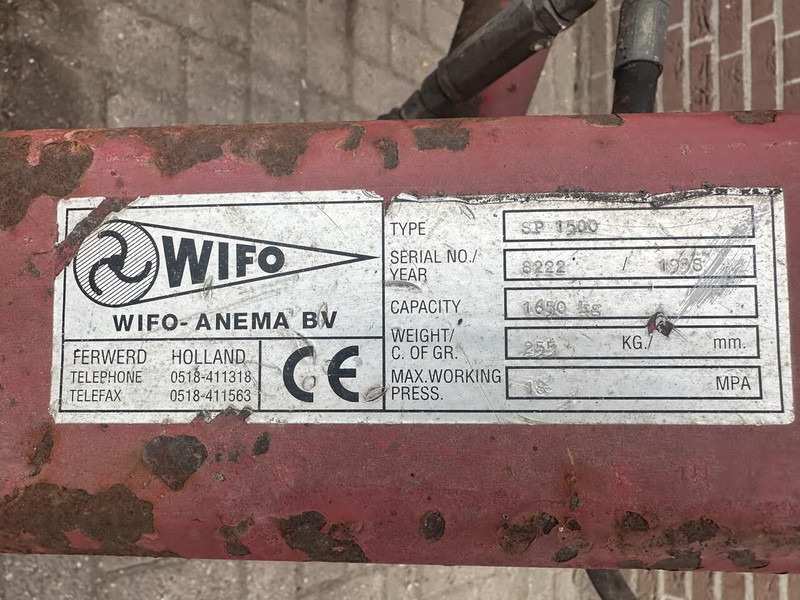 WIFO
WIFO-ANEMA BV
FERWERD HOLLAND
TELEPHONE 0518-411318
TELEFAX 0518-411563
CE
TYPE SP 1500
SERIAL NO./
YEAR 8222 / 1998
CAPACITY 1650 kg
WEIGHT/
C. OF GR. 255 KG./ mm.
MAX.WORKING
PRESS. 18 MPA